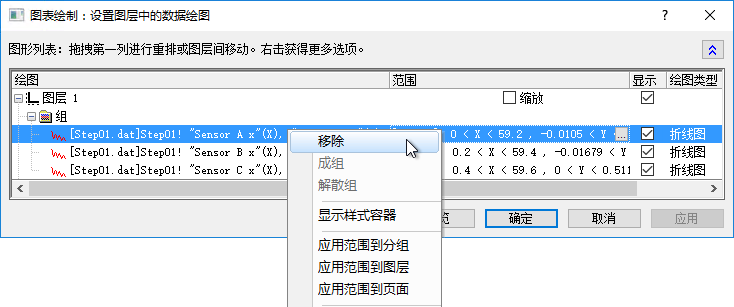 图表绘制：设置图层中的数据绘图
图形列表：拖拽第一列进行重排或图层间移动。右击获得更多选项。
绘图 范围 显示 绘图类型
图层 1 缩放
组
[Step01.dat]Step01! "Sensor A x"(X), 0 < X < 59.2 , -0.0105 < Y < ... 折线图
[Step01.dat]Step01! "Sensor B x"(X), 0.2 < X < 59.4 , -0.01679 < Y 折线图
[Step01.dat]Step01! "Sensor C x"(X), 0.4 < X < 59.6 , 0 < Y < 0.511 折线图
移除
成组
解散组
显示样式容器
应用范围到分组
应用范围到图层
应用范围到页面
览 确定 取消 应用